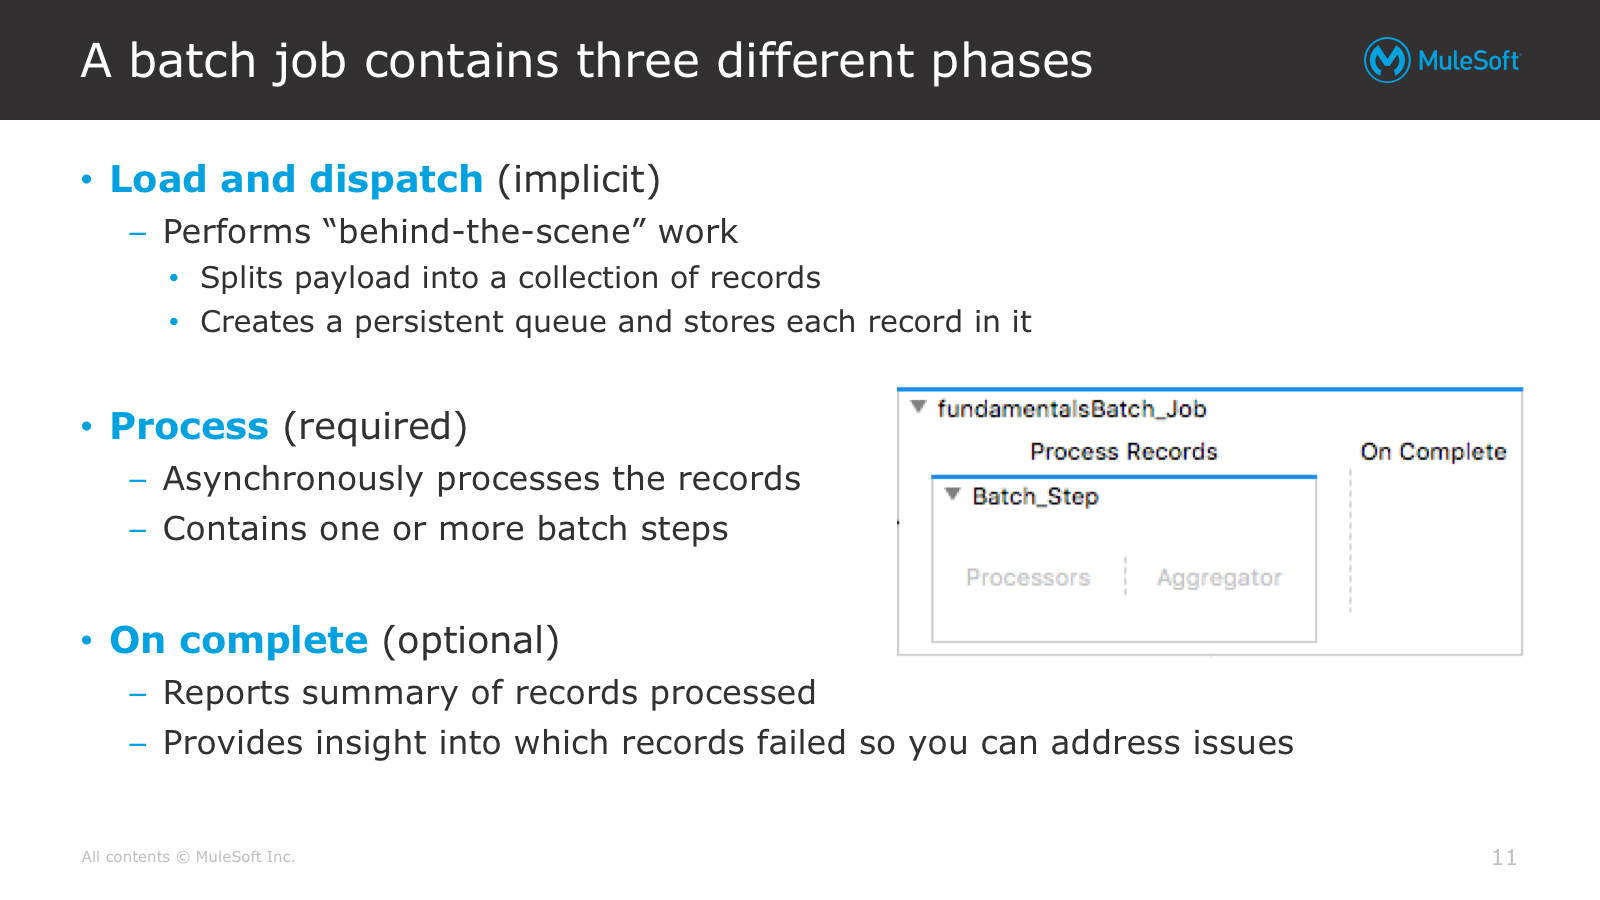 A batch job contains three different phases
MuleSoft
• Load and dispatch (implicit)
– Performs “behind-the-scene” work
• Splits payload into a collection of records
• Creates a persistent queue and stores each record in it
• Process (required)
– Asynchronously processes the records
– Contains one or more batch steps
fundamentalsBatch_Job
Process Records
On Complete
Batch_Step
Processors
Aggregator
• On complete (optional)
– Reports summary of records processed
– Provides insight into which records failed so you can address issues
All contents © MuleSoft Inc.
11